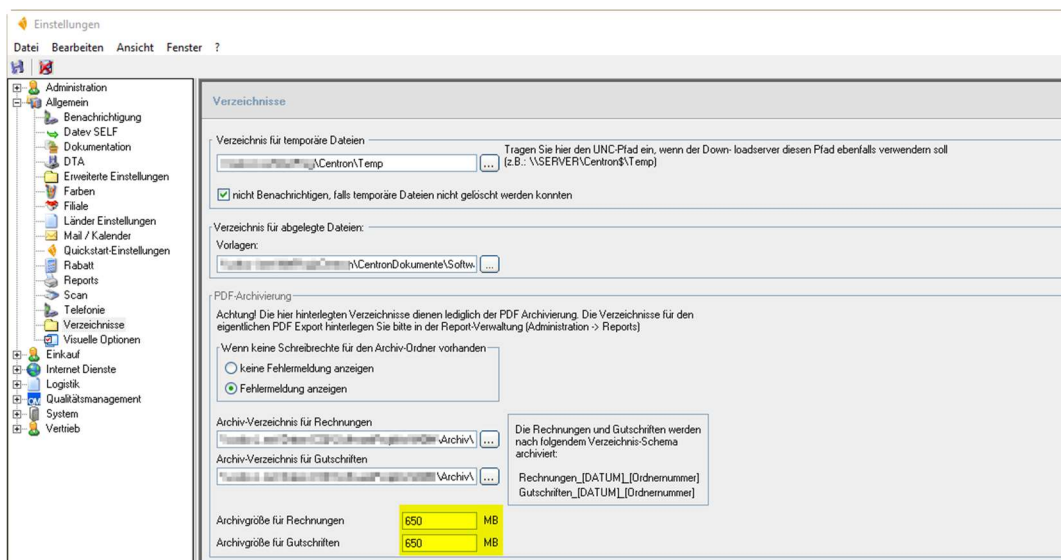 Einstellungen
Datei Bearbeiten Ansicht Fenster ?
Administration
Allgemein
Benachrichtigung
Datev SELF
Dokumentation
DTA
Erweiterte Einstellungen
Farben
Filiale
Länder Einstellungen
Mail / Kalender
Quickstart-Einstellungen
Rabatt
Reports
Scan
Telefonie
Verzeichnisse
Visuelle Optionen
Einkauf
Internet Dienste
Logistik
Qualitätsmanagement
System
Vertrieb
Verzeichnisse
Verzeichnis für temporäre Dateien
\Centron\Temp ...
Tragen Sie hier den UNC-Pfad ein, wenn der Down- loadserver diesen Pfad ebenfalls verwendern soll
(z.B.: \\SERVER\Centron$\Temp)
nicht Benachrichtigen, falls temporäre Dateien nicht gelöscht werden konnten
Verzeichnis für abgelegte Dateien:
Vorlagen:
\CentronDokumente\Softw. ...
PDF-Archivierung
Achtung! Die hier hinterlegten Verzeichnisse dienen lediglich der PDF Archivierung. Die Verzeichnisse für den
eigentlichen PDF Export hinterlegen Sie bitte in der Report-Verwaltung (Administration -> Reports)
Wenn keine Schreibrechte für den Archiv-Ordner vorhanden
keine Fehlermeldung anzeigen
Fehlermeldung anzeigen
Archiv-Verzeichnis für Rechnungen
\Archiv\ ...
Archiv-Verzeichnis für Gutschriften
\Archiv\ ...
Die Rechnungen und Gutschriften werden
nach folgendem Verzeichnis-Schema
archiviert:
Rechnungen_[DATUM]_[Ordnernummer]
Gutschriften_[DATUM]_[Ordnernummer]
Archivgröße für Rechnungen 650 MB
Archivgröße für Gutschriften 650 MB